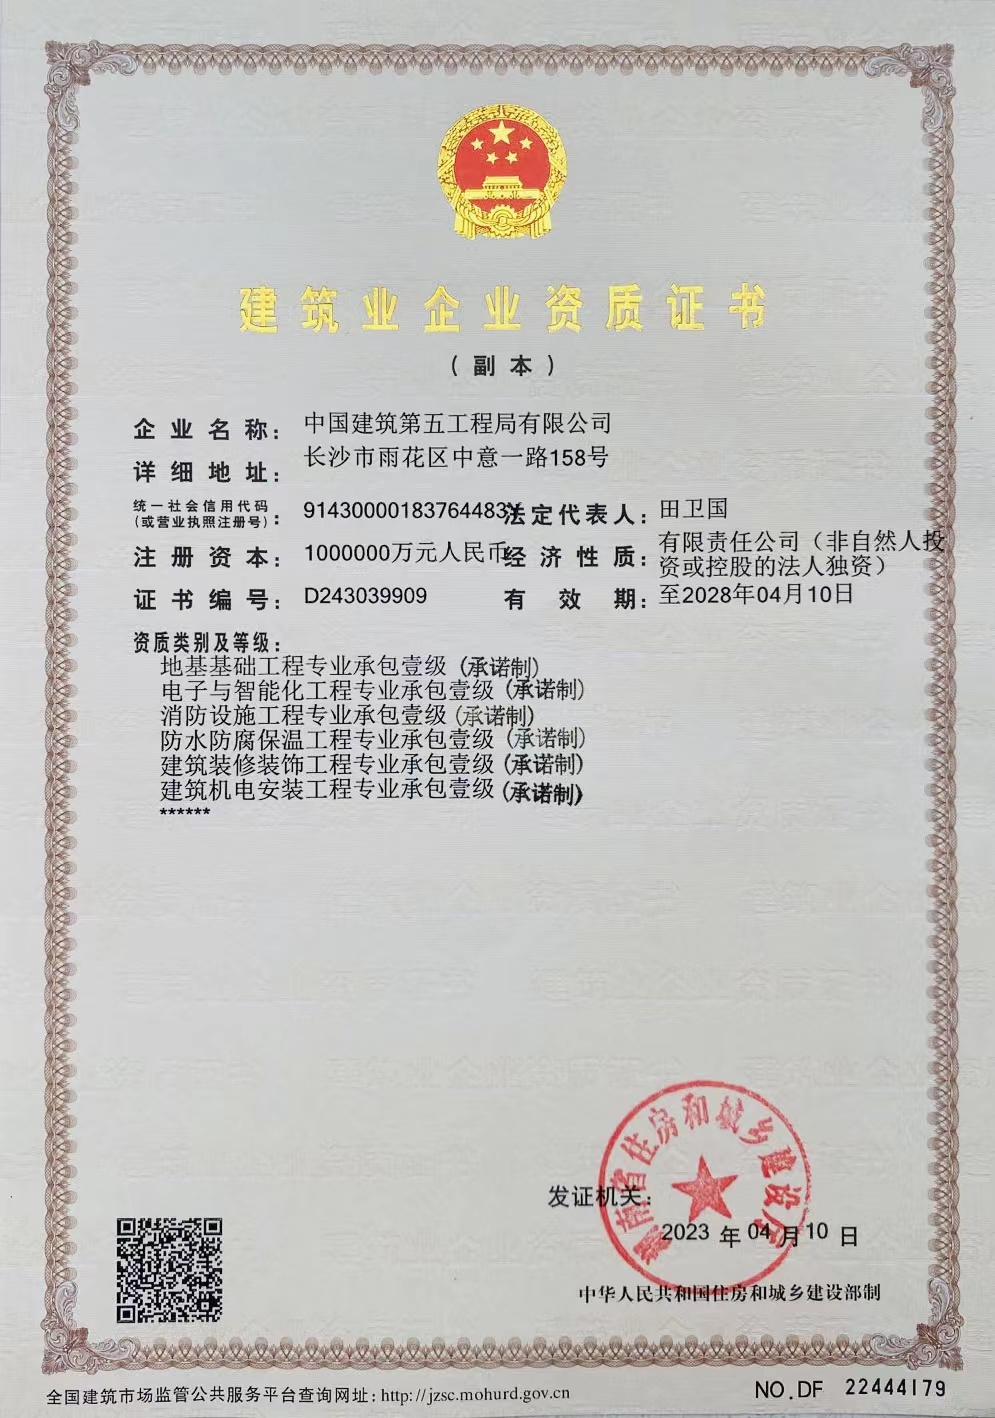 建筑业企业资质证书
(副本)
企业名称: 中国建筑第五工程局有限公司
详细地址: 长沙市雨花区中意一路158号
统一社会信用代码
(或营业执照注册号): 91430000183764483 法定代表人: 田卫国
注册资本: 1000000万元人民币 经济性质: 有限责任公司（非自然人投
资或控股的法人独资）
证书编号: D243039909 有效期: 至2028年04月10日
资质类别及等级:
地基基础工程专业承包壹级 (承诺制)
电子与智能化工程专业承包壹级 (承诺制)
消防设施工程专业承包壹级 (承诺制)
防水防腐保温工程专业承包壹级 (承诺制)
建筑装修装饰工程专业承包壹级 (承诺制)
建筑机电安装工程专业承包壹级 (承诺制)
******
湖南省住房和城乡建设厅
发证机关:
2023 年 04 月 10 日
中华人民共和国住房和城乡建设部制
全国建筑市场监管公共服务平台查询网址: http://jzsc.mohurd.gov.cn
NO.DF 22444179